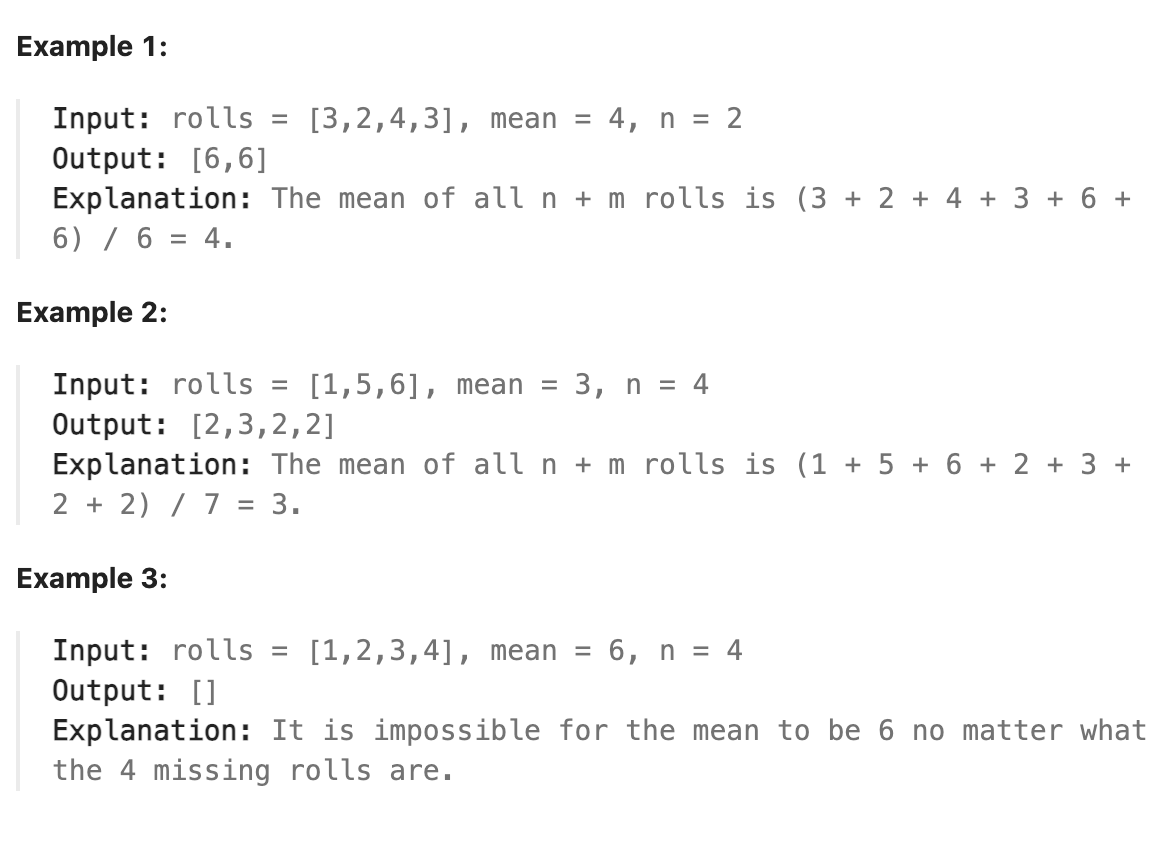 Example 1:
Input: rolls = [3,2,4,3], mean = 4, n = 2
Output: [6,6]
Explanation: The mean of all n + m rolls is (3 + 2 + 4 + 3 + 6 +
6) / 6 = 4.
Example 2:
Input: rolls = [1,5,6], mean = 3, n = 4
Output: [2,3,2,2]
Explanation: The mean of all n + m rolls is (1 + 5 + 6 + 2 + 3 +
2 + 2) / 7 = 3.
Example 3:
Input: rolls = [1,2,3,4], mean = 6, n = 4
Output: []
Explanation: It is impossible for the mean to be 6 no matter what
the 4 missing rolls are.